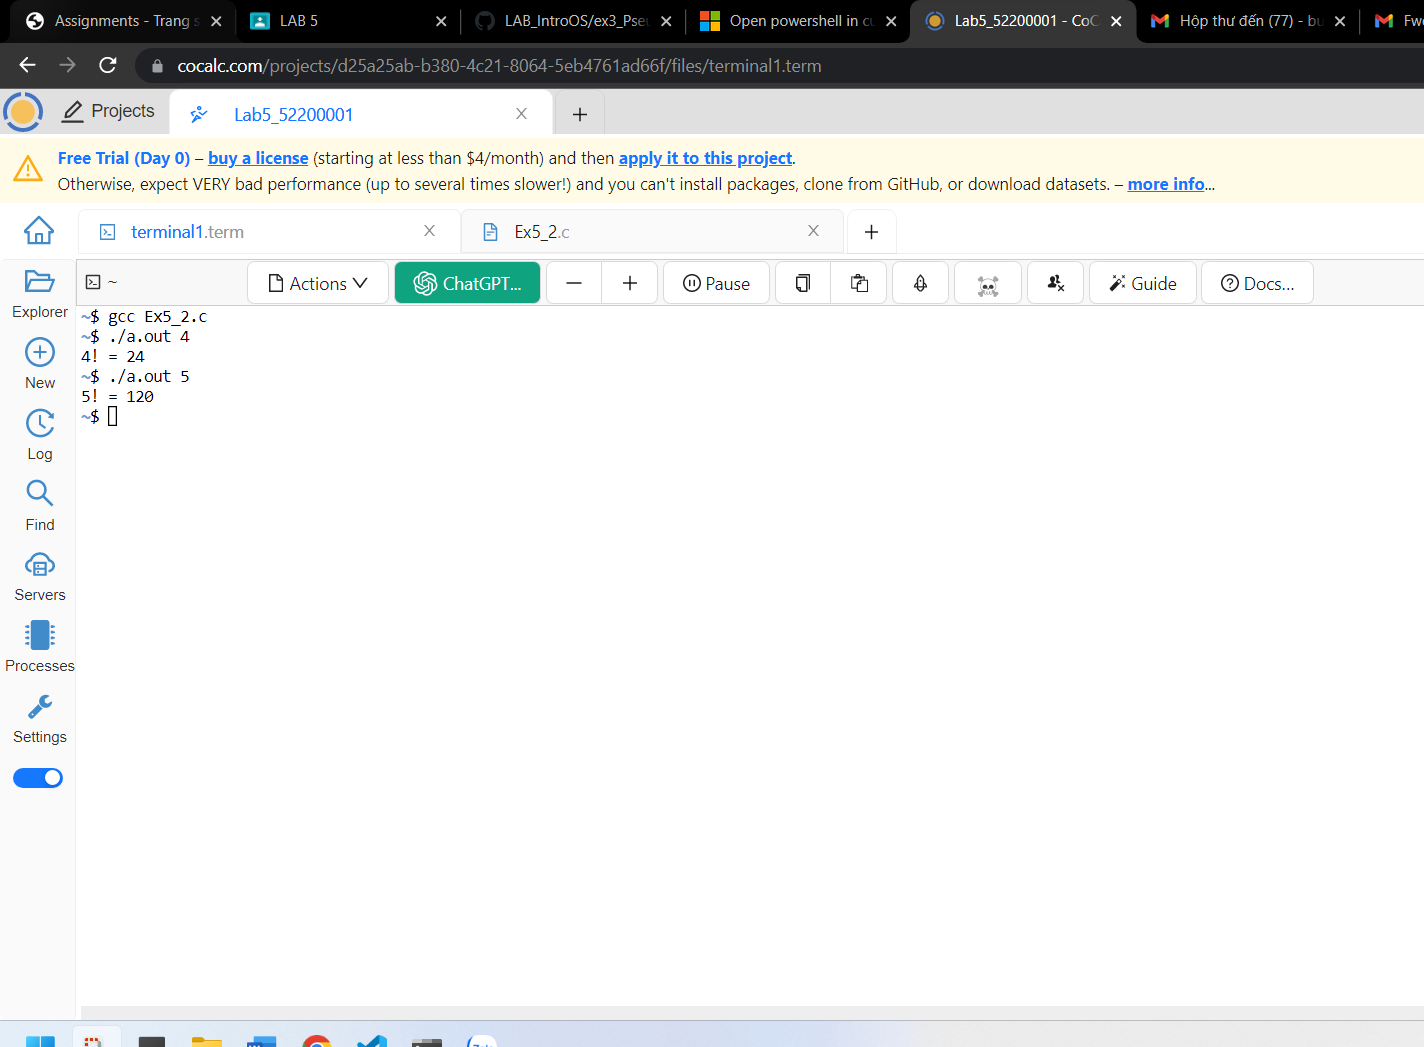 Assignments - Trang s
LAB 5
LAB_IntroOS/ex3_Pseu
Open powershell in cu
Lab5_52200001 - CoC
Hộp thư đến (77) - bu
Fwe
cocalc.com/projects/d25a25ab-b380-4c21-8064-5eb4761ad66f/files/terminal1.term
Projects
Lab5_52200001
Free Trial (Day 0) – buy a license (starting at less than $4/month) and then apply it to this project.
Otherwise, expect VERY bad performance (up to several times slower!) and you can't install packages, clone from GitHub, or download datasets. – more info...
terminal1.term
Ex5_2.c
~
Actions
ChatGPT...
Pause
Guide
Docs...
Explorer
New
Log
Find
Servers
Processes
Settings
~$ gcc Ex5_2.c
~$ ./a.out 4
4! = 24
~$ ./a.out 5
5! = 120
~$